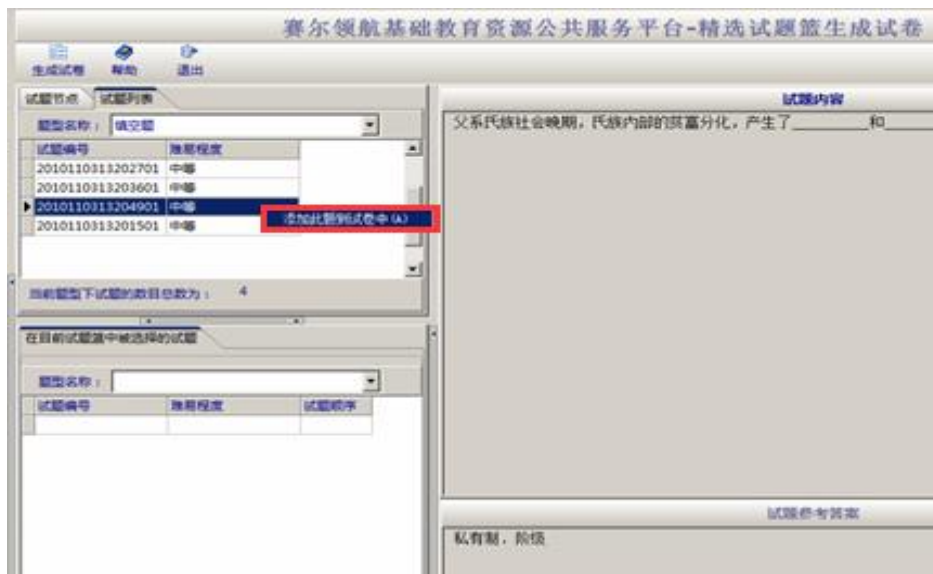 赛尔领航基础教育资源公共服务平台-精选试题篮生成试卷
生成试卷 帮助 退出
试题节点 试题列表
题型名称： 填空题
试题编号 难易程度
2010110313202701 中等
2010110313203601 中等
2010110313204901 中等
2010110313201501 中等
添加此题到试卷中(A)
当前题型下试题的数目总数为： 4
在目前试题篮中被选择的试题
题型名称：
试题编号 难易程度 试题顺序
试题内容
父系氏族社会晚期，氏族内部的贫富分化，产生了________和______
试题参考答案
私有制，阶级